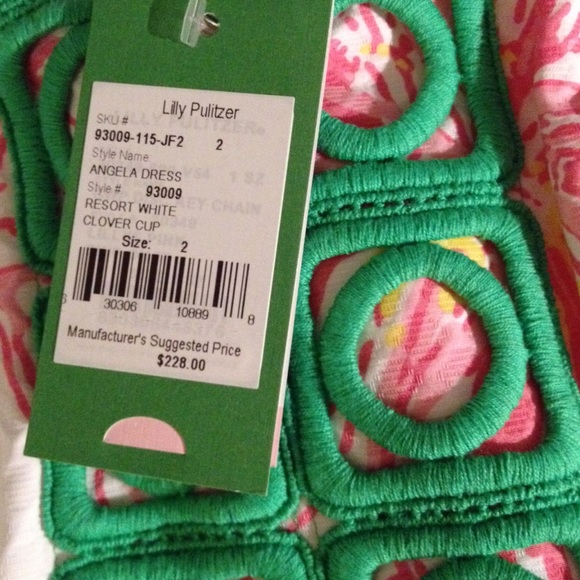 Lilly Pulitzer
SKU #
93009-115-JF2 2
Style Name
ANGELA DRESS
Style # 93009
RESORT WHITE
CLOVER CUP
Size: 2
30306 10889 8
Manufacturer's Suggested Price
$228.00